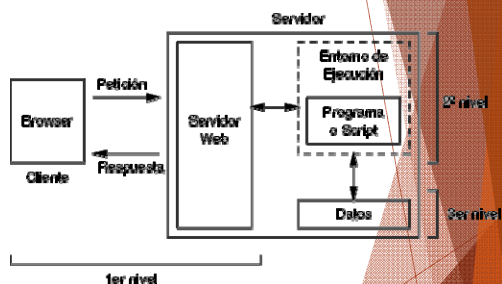 Servidor
Entorno de
Ejecución
Petición
2º nivel
Programa
o Script
Browser
Servidor
Web
Respuesta
Cliente
Datos
3er nivel
1er nivel